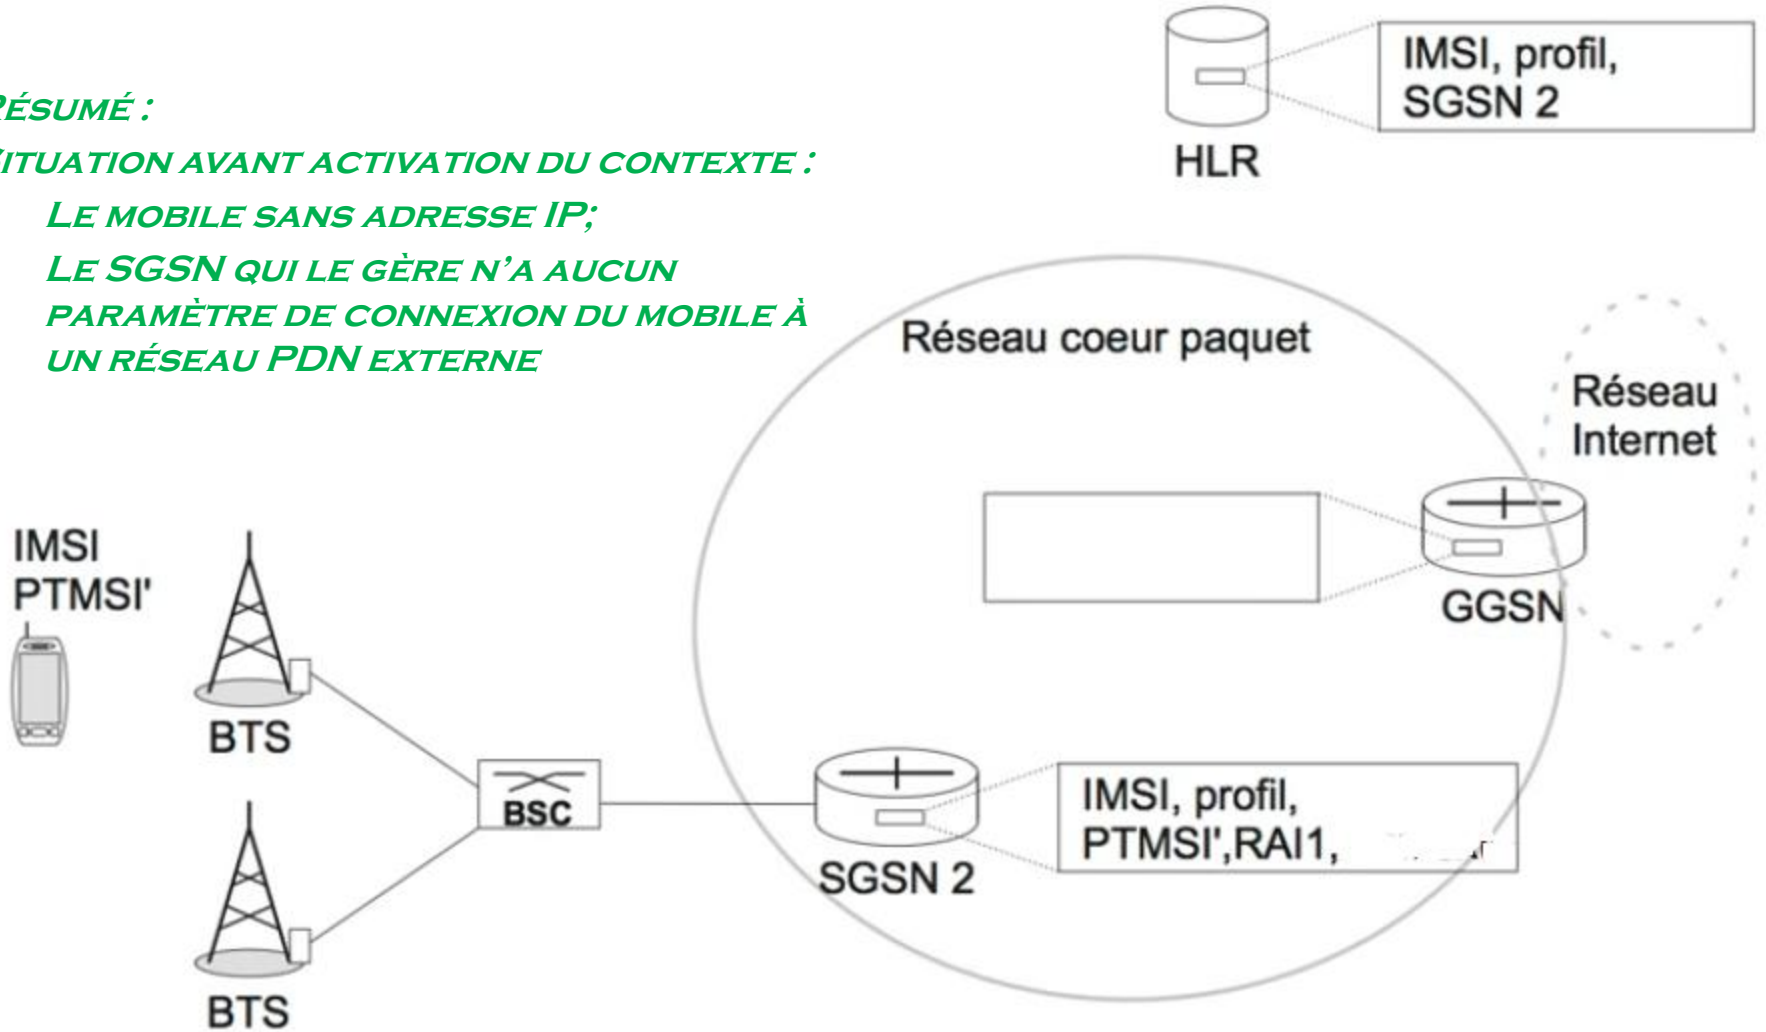 RÉSUMÉ :
SITUATION AVANT ACTIVATION DU CONTEXTE :
LE MOBILE SANS ADRESSE IP;
LE SGSN QUI LE GÈRE N'AUCUN
PARAMÈTRE DE CONNEXION DU MOBILE À
UN RÉSEAU PDN EXTERNE
IMSI, profil,
SGSN 2
HLR
Réseau coeur paquet
Réseau
Internet
IMSI
PTMSI'
GGSN
BTS
BSC
IMSI, profil,
PTMSI',RAI1,
SGSN 2
BTS